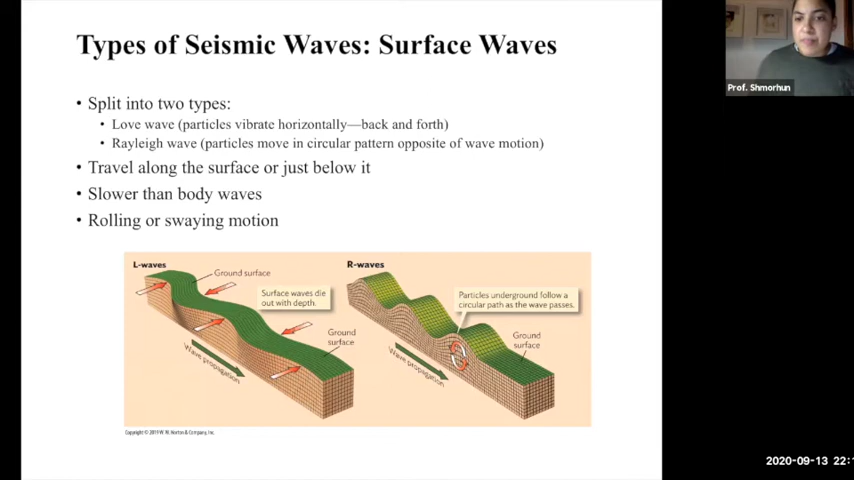 Types of Seismic Waves: Surface Waves
Prof. Shmorhun
• Split into two types:
• Love wave (particles vibrate horizontally—back and forth)
• Rayleigh wave (particles move in circular pattern opposite of wave motion)
• Travel along the surface or just below it
• Slower than body waves
• Rolling or swaying motion
L-waves
Ground surface
Surface waves die
out with depth.
Ground
surface
Wave propagation
R-waves
Particles underground follow a
circular path as the wave passes.
Ground
surface
Wave propagation
Copyright © 2019 W. W. Norton & Company, Inc.
2020-09-13 22:1